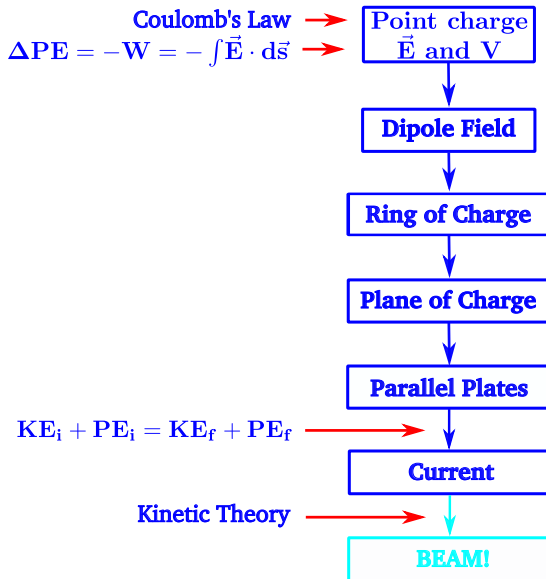 Coulomb's Law
Point charge
ΔPE = −W = − ∫E⃗ · ds⃗
E⃗ and V
Dipole Field
Ring of Charge
Plane of Charge
Parallel Plates
KEᵢ + PEᵢ = KE_f + PE_f
Current
Kinetic Theory
BEAM!